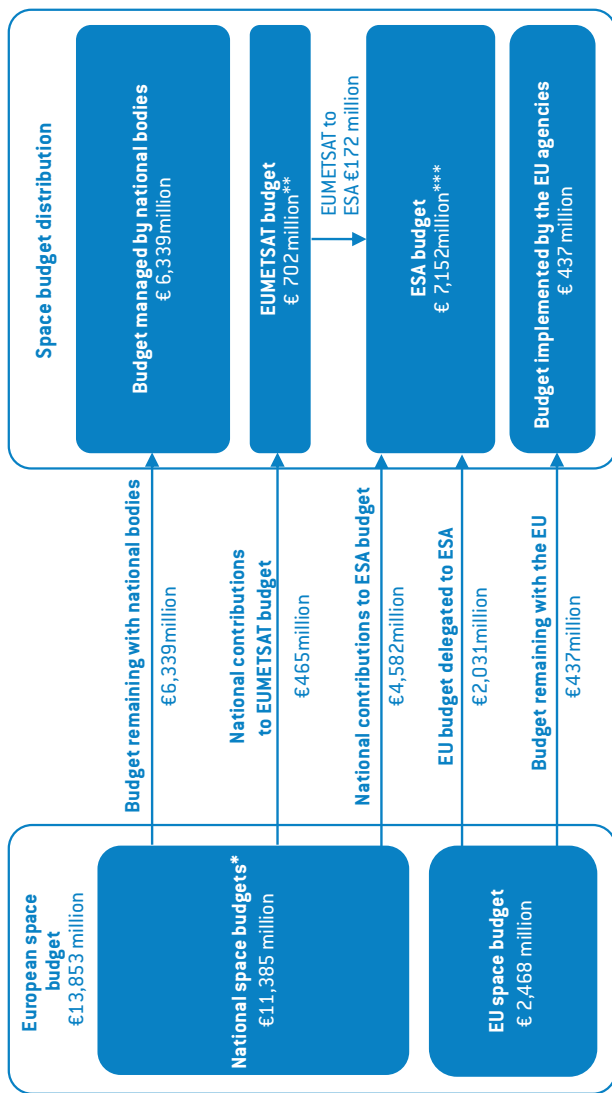 European space
budget
€13,853 million
National space budgets*
€11,385 million
EU space budget
€ 2,468 million
Budget remaining with national bodies
€6,339million
National contributions
to EUMETSAT budget
€465million
National contributions to ESA budget
€4,582million
EU budget delegated to ESA
€2,031million
Budget remaining with the EU
€437million
Space budget distribution
Budget managed by national bodies
€ 6,339million
EUMETSAT budget
€ 702million**
EUMETSAT to
ESA €172 million
ESA budget
€ 7,152million***
Budget implemented by the EU agencies
€ 437 million